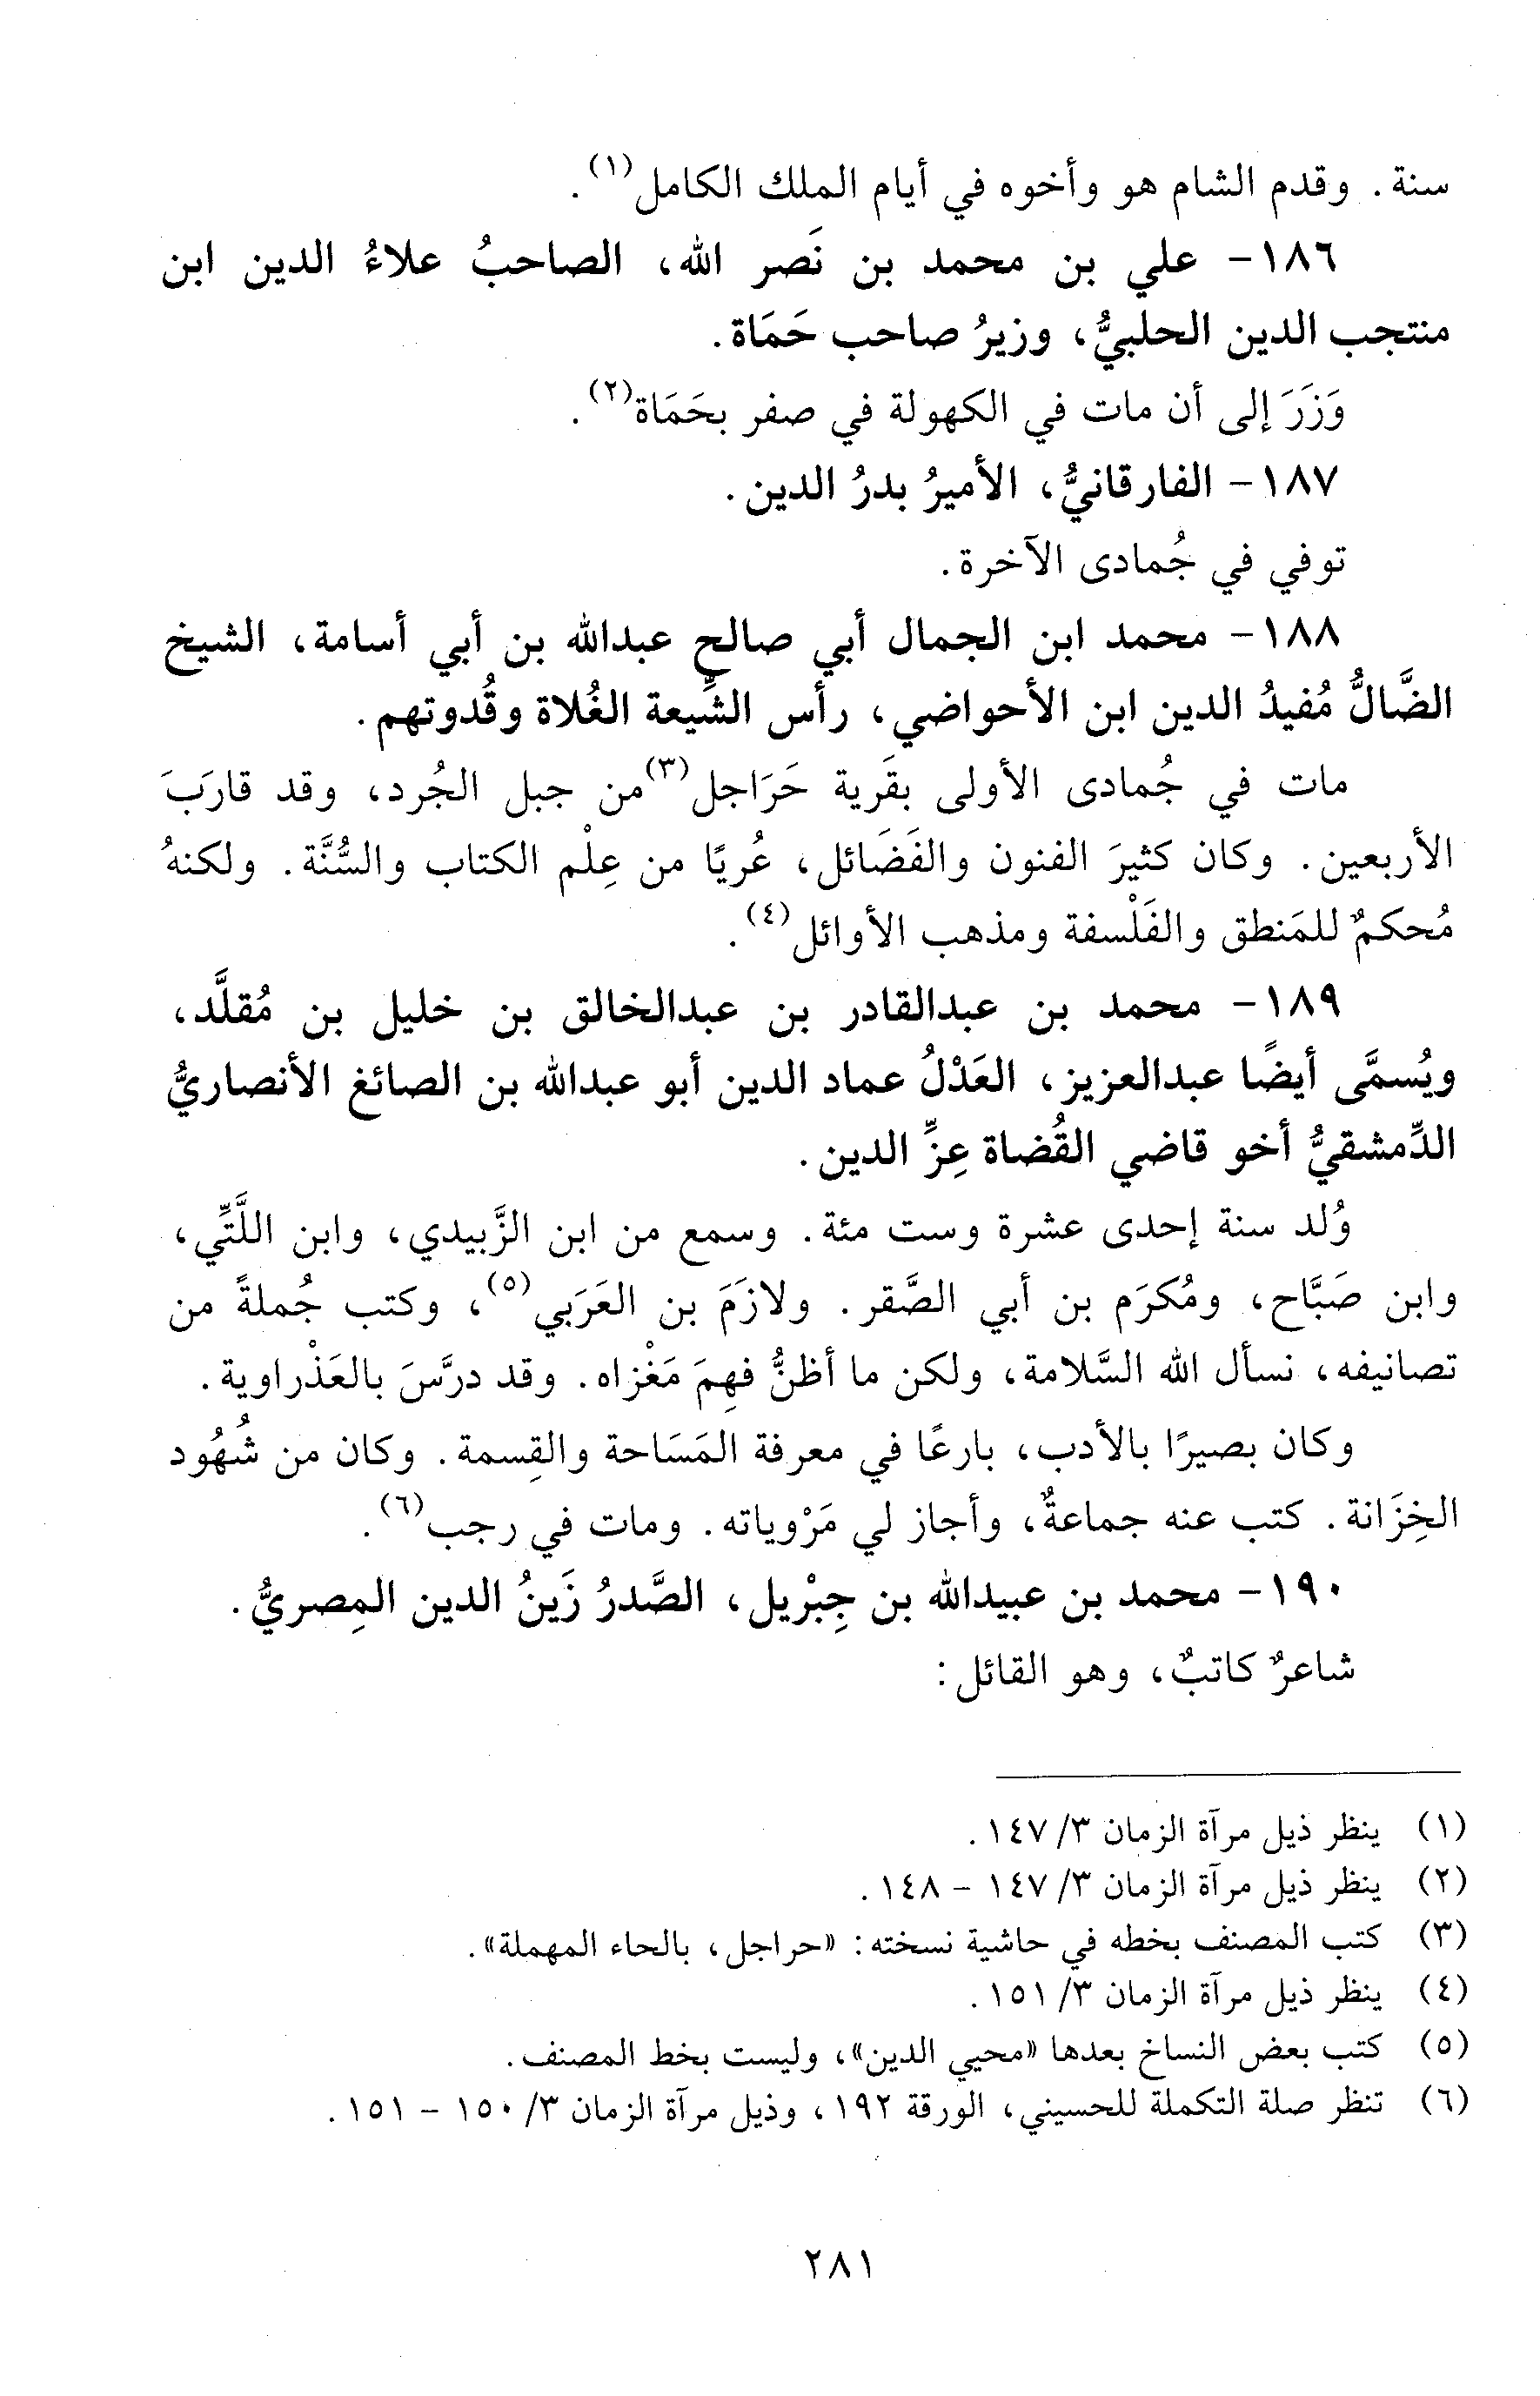 سنة. وقدم الشام هو وأخوه في أيام الملك الكامل(١).
١٨٦- علي بن محمد بن نَصر الله، الصاحبُ علاءُ الدين ابن
منتجب الدين الحلبيُّ، وزيرُ صاحب حَمَاة.
وَزَرَ إلى أن مات في الكهولة في صفر بحَمَاة(٢).
١٨٧- الفارقانيُّ، الأميرُ بدرُ الدين.
توفي في جُمادى الآخرة.
١٨٨- محمد ابن الجمال أبي صالحٍ عبدالله بن أبي أسامة، الشيخ
الضَّالُّ مُفيدُ الدين ابن الأحواضي، رأس الشِّيعة الغُلاة وقُدوتهم.
مات في جُمادى الأولى بقَرية حَرَاجل(٣) من جبل الجُرد، وقد قارَبَ
الأربعين. وكان كثيرَ الفنون والفَضَائل، عُريًا من عِلْم الكتاب والسُّنَّة. ولكنهُ
مُحكمٌ للمَنطق والفَلْسفة ومذهب الأوائل(٤).
١٨٩- محمد بن عبدالقادر بن عبدالخالق بن خليل بن مُقلَّد،
ويُسمَّى أيضًا عبدالعزيز، العَدْلُ عماد الدين أبو عبدالله بن الصائغ الأنصاريُّ
الدِّمشقيُّ أخو قاضي القُضاة عِزِّ الدين.
وُلد سنة إحدى عشرة وست مئة. وسمع من ابن الزَّبيدي، وابن اللَّتِّي،
وابن صَبَّاح، ومُكرَم بن أبي الصَّقر. ولازَمَ بن العَرَبي(٥)، وكتب جُملةً من
تصانيفه، نسأل الله السَّلامة، ولكن ما أظنُّ فهِمَ مَغْزاه. وقد درَّسَ بالعَذْراوية.
وكان بصيرًا بالأدب، بارعًا في معرفة المَسَاحة والقِسمة. وكان من شُهُود
الخِزَانة. كتب عنه جماعةٌ، وأجاز لي مَرْوياته. ومات في رجب(٦).
١٩٠- محمد بن عبيدالله بن جِبْريل، الصَّدرُ زَينُ الدين المِصريُّ.
شاعرٌ كاتبٌ، وهو القائل:
(١) ينظر ذيل مرآة الزمان ٣/ ١٤٧.
(٢) ينظر ذيل مرآة الزمان ٣/ ١٤٧ - ١٤٨.
(٣) كتب المصنف بخطه في حاشية نسخته: «حراجل، بالحاء المهملة».
(٤) ينظر ذيل مرآة الزمان ٣/ ١٥١.
(٥) كتب بعض النساخ بعدها «محيي الدين»، وليست بخط المصنف.
(٦) تنظر صلة التكملة للحسيني، الورقة ١٩٢، وذيل مرآة الزمان ٣/ ١٥٠ - ١٥١.
٢٨١